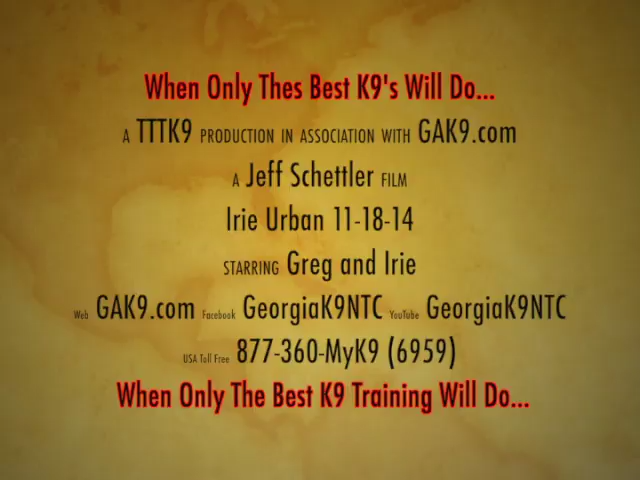 When Only Thes Best K9's Will Do...
A TTTK9 PRODUCTION IN ASSOCIATION WITH GAK9.com
A Jeff Schettler FILM
Irie Urban 11-18-14
STARRING Greg and Irie
Web GAK9.com Facebook GeorgiaK9NTC YouTube GeorgiaK9NTC
USA Toll Free 877-360-MyK9 (6959)
When Only The Best K9 Training Will Do...